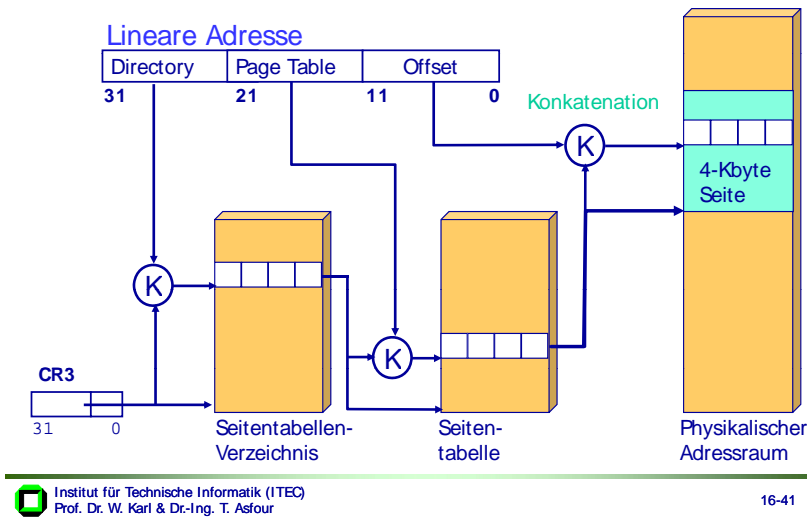 Lineare Adresse
Directory Page Table Offset
31 21 11 0
Konkatenation
K
4-Kbyte
Seite
K
K
CR3
31 0
Seitentabellen-
Verzeichnis
Seiten-
tabelle
Physikalischer
Adressraum
Institut für Technische Informatik (ITEC)
Prof. Dr. W. Karl & Dr.-Ing. T. Asfour
16-41